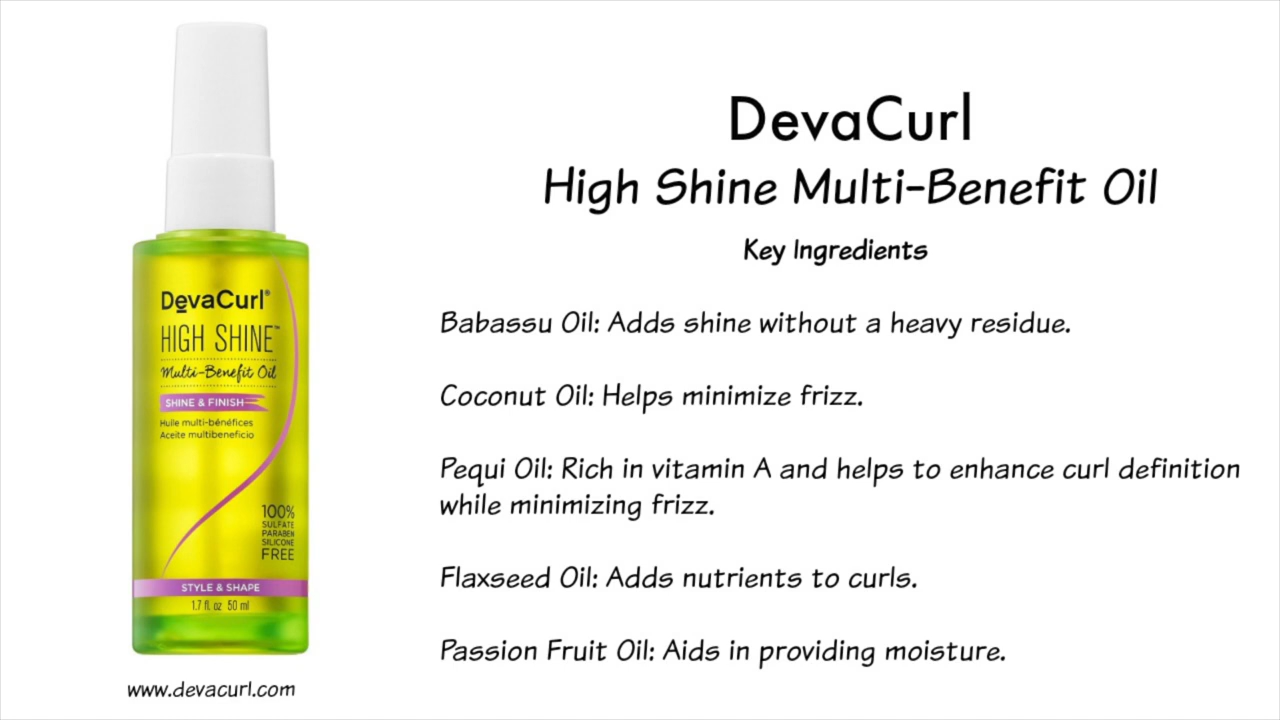 DevaCurl
High Shine Multi-Benefit Oil
Key Ingredients
Babassu Oil: Adds shine without a heavy residue.
Coconut Oil: Helps minimize frizz.
Pequi Oil: Rich in vitamin A and helps to enhance curl definition
while minimizing frizz.
Flaxseed Oil: Adds nutrients to curls.
Passion Fruit Oil: Aids in providing moisture.
DevaCurl®
HIGH SHINE™
Multi-Benefit Oil
SHINE & FINISH
Huile multi-bénéfices
Aceite multibeneficio
100%
SULFATE
PARABEN
SILICONE
FREE
STYLE & SHAPE
1.7 fl. oz 50 ml
www.devacurl.com